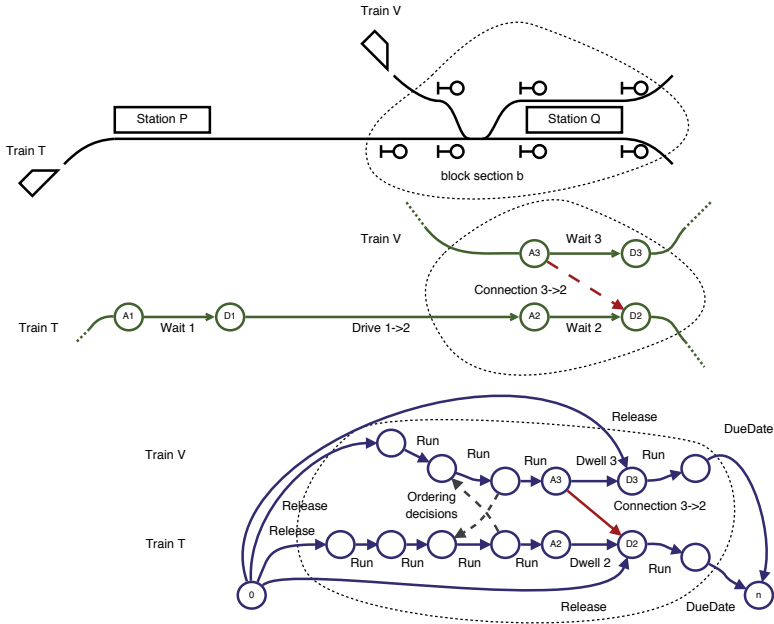 Train V
Station P
Station Q
Train T
block section b
Train V
Wait 3
A3
D3
Connection 3->2
Train T
A1
Wait 1
D1
Drive 1->2
A2
Wait 2
D2
Release
DueDate
Train V
Run
Run
Run
Dwell 3
Run
A3
D3
Ordering
decisions
Connection 3->2
Release
Release
Train T
A2
D2
Run
Run
Run
Run
Dwell 2
Run
0
n
Release
DueDate